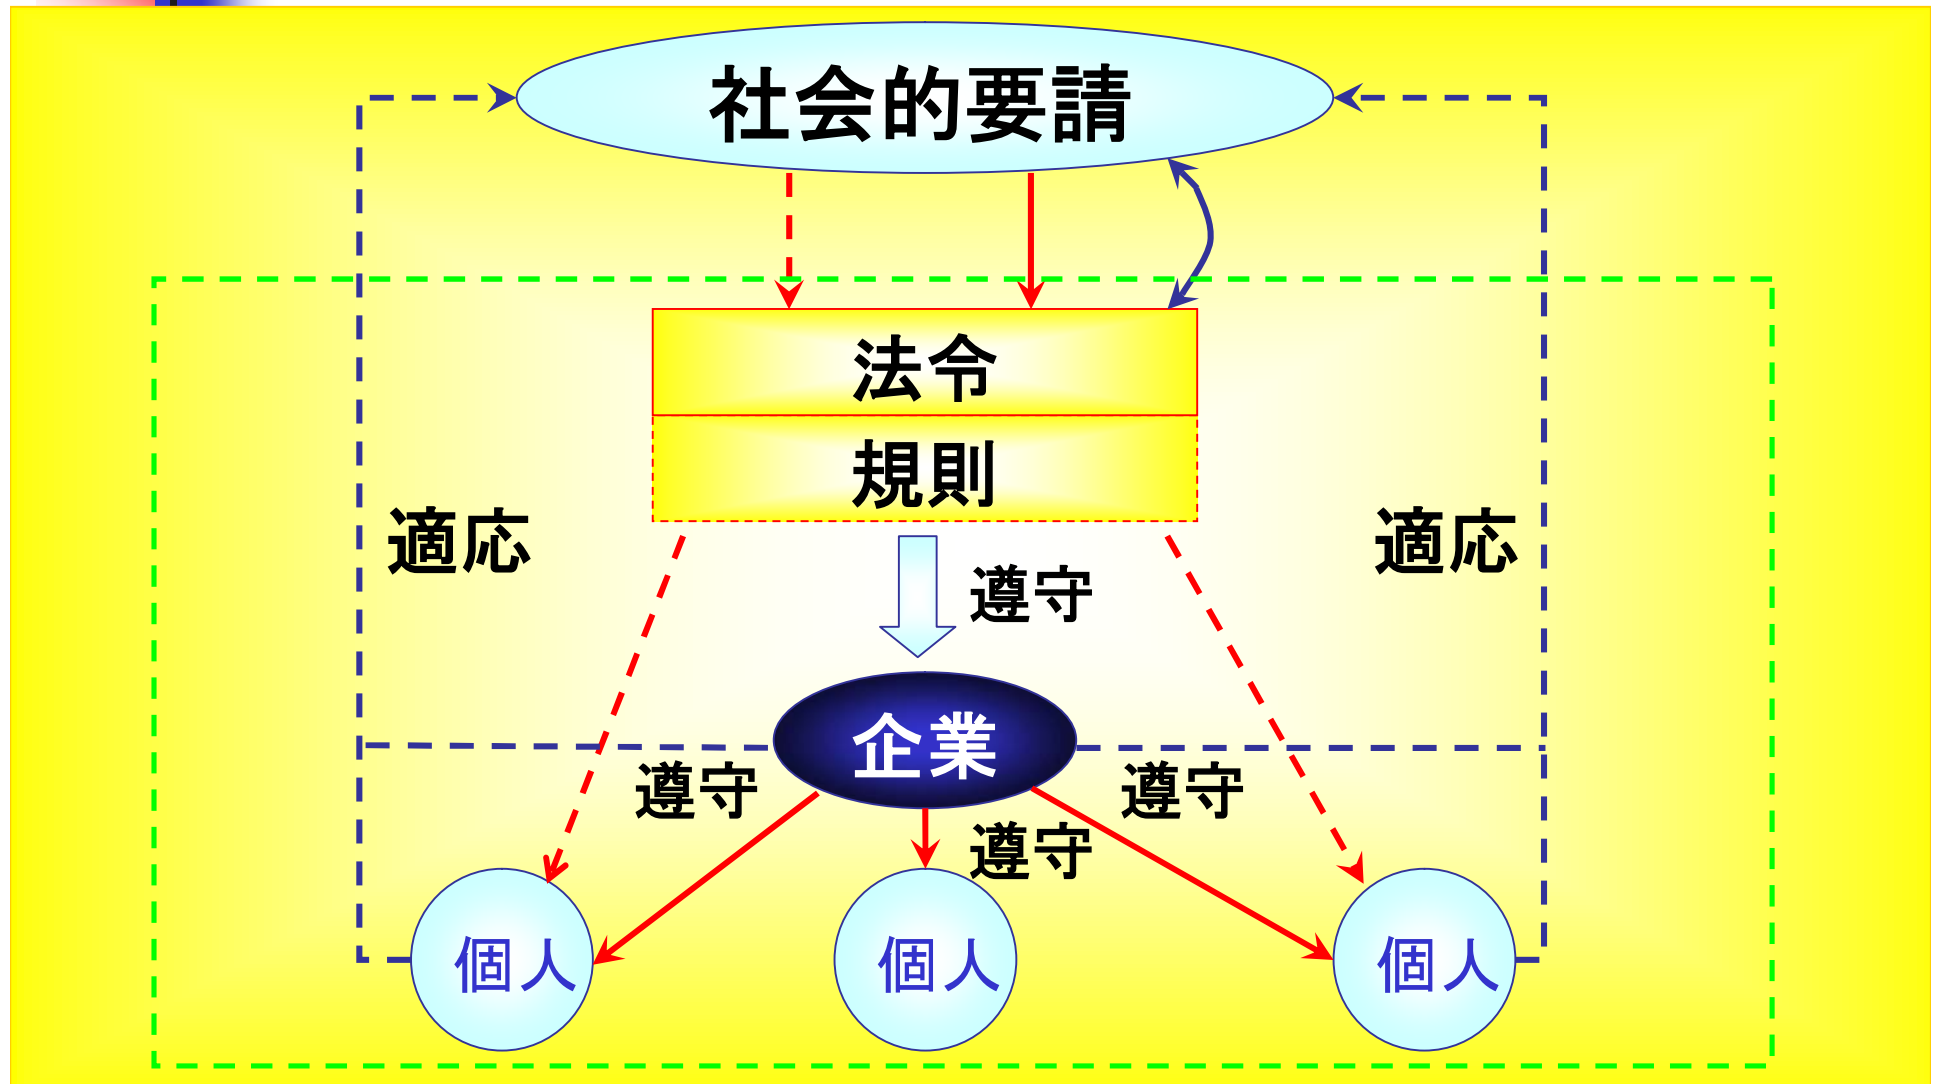 社会的要請
法令
規則
適応
適応
遵守
企業
遵守
遵守
遵守
個人
個人
個人